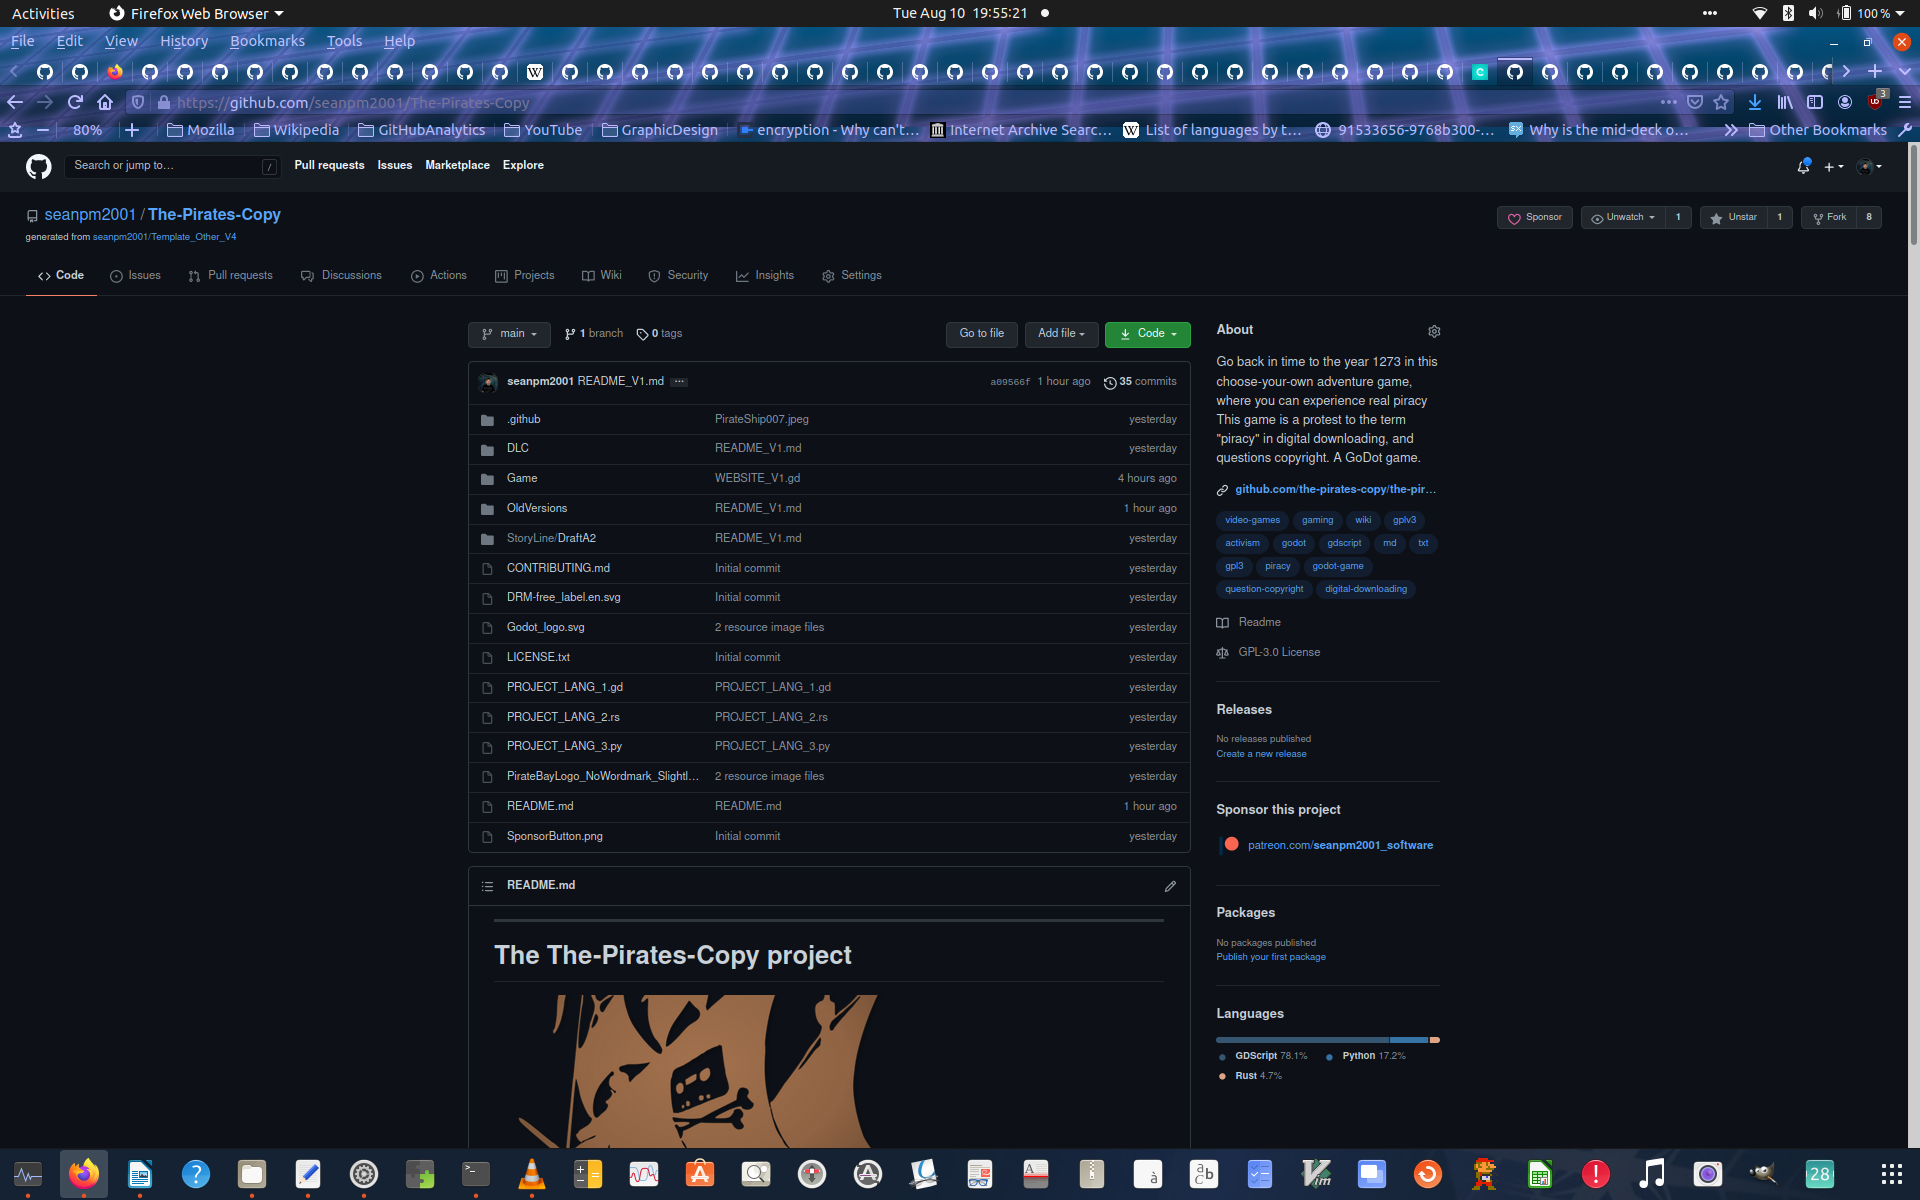 Activities Firefox Web Browser Tue Aug 10 19:55:21 100 %
File Edit View History Bookmarks Tools Help
https://github.com/seanpm2001/The-Pirates-Copy 3
80% Mozilla Wikipedia GitHubAnalytics YouTube GraphicDesign encryption - Why can't… Internet Archive Searc… List of languages by t… 91533656-9768b300-… Why is the mid-deck o… Other Bookmarks
Search or jump to… / Pull requests Issues Marketplace Explore
seanpm2001 / The-Pirates-Copy Sponsor Unwatch 1 Unstar 1 Fork 8
generated from seanpm2001/Template_Other_V4
Code Issues Pull requests Discussions Actions Projects Wiki Security Insights Settings
main 1 branch 0 tags Go to file Add file Code
seanpm2001 README_V1.md ... a09566f 1 hour ago 35 commits
.github PirateShip007.jpeg yesterday
DLC README_V1.md yesterday
Game WEBSITE_V1.gd 4 hours ago
OldVersions README_V1.md 1 hour ago
StoryLine/DraftA2 README_V1.md yesterday
CONTRIBUTING.md Initial commit yesterday
DRM-free_label.en.svg Initial commit yesterday
Godot_logo.svg 2 resource image files yesterday
LICENSE.txt Initial commit yesterday
PROJECT_LANG_1.gd PROJECT_LANG_1.gd yesterday
PROJECT_LANG_2.rs PROJECT_LANG_2.rs yesterday
PROJECT_LANG_3.py PROJECT_LANG_3.py yesterday
PirateBayLogo_NoWordmark_Slightl… 2 resource image files yesterday
README.md README.md 1 hour ago
SponsorButton.png Initial commit yesterday
README.md
The The-Pirates-Copy project
About
Go back in time to the year 1273 in this
choose-your-own adventure game,
where you can experience real piracy
This game is a protest to the term
"piracy" in digital downloading, and
questions copyright. A GoDot game.
github.com/the-pirates-copy/the-pir…
video-games gaming wiki gplv3
activism godot gdscript md txt
gpl3 piracy godot-game
question-copyright digital-downloading
Readme
GPL-3.0 License
Releases
No releases published
Create a new release
Sponsor this project
patreon.com/seanpm2001_software
Packages
No packages published
Publish your first package
Languages
GDScript 78.1% Python 17.2%
Rust 4.7%
28